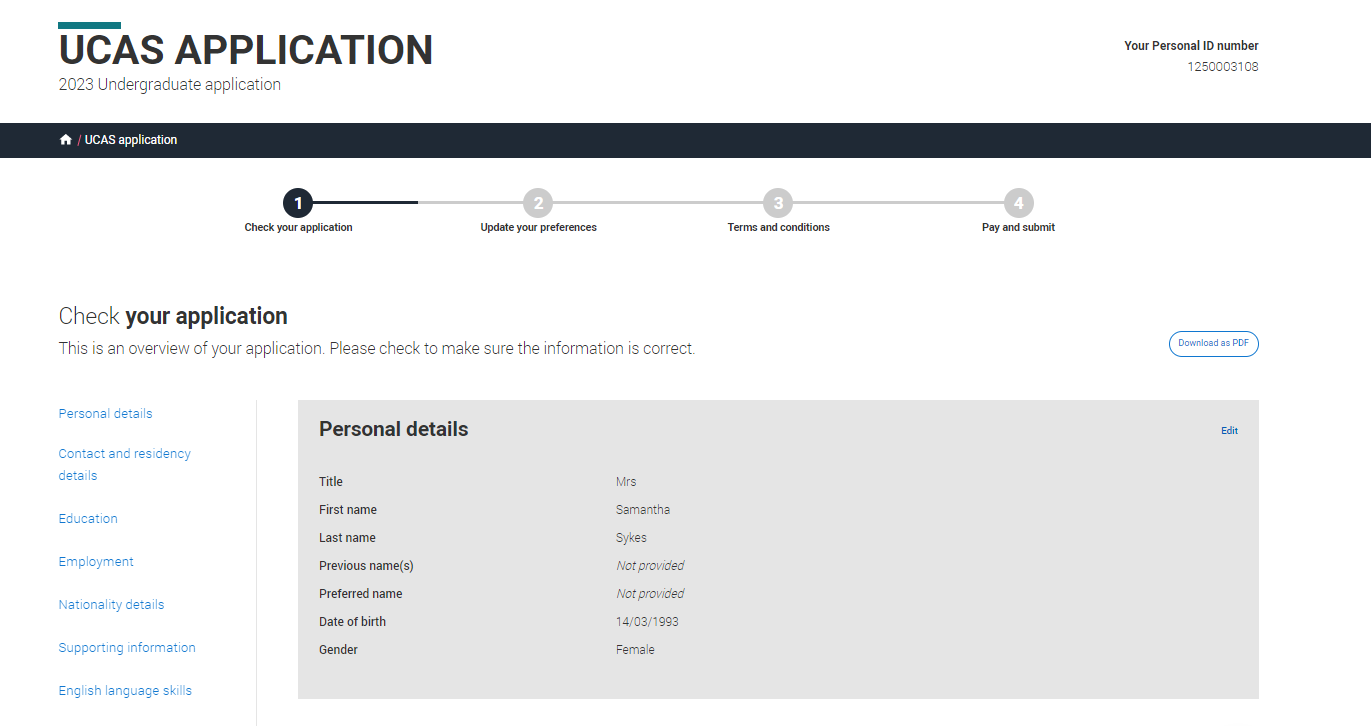 UCAS APPLICATION
2023 Undergraduate application
Your Personal ID number
1250003108
/ UCAS application
1
Check your application
2
Update your preferences
3
Terms and conditions
4
Pay and submit
Check your application
This is an overview of your application. Please check to make sure the information is correct.
Download as PDF
Personal details
Contact and residency
details
Education
Employment
Nationality details
Supporting information
English language skills
Personal details
Edit
Title Mrs
First name Samantha
Last name Sykes
Previous name(s) Not provided
Preferred name Not provided
Date of birth 14/03/1993
Gender Female